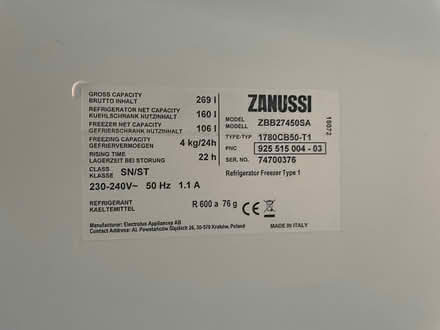 GROSS CAPACITY
BRUTTO INHALT 269 l
REFRIGERATOR NET CAPACITY
KUEHLSCHRANK NUTZINHALT 160 l
FREEZER NET CAPACITY
GEFRIERSCHRANK NUTZINHALT 106 l
FREEZING CAPACITY
GEFRIERVERMOEGEN 4 kg/24h
RISING TIME
LAGERZEIT BEI STOERUNG 22 h
CLASS
KLASSE SN/ST
230-240V~ 50 Hz 1.1 A
REFRIGERANT
KAELTEMITTEL R 600 a 76 g
Manufacturer: Electrolux Appliances AB
Contact Address: Al. Powstańców Śląskich 26, 30-570 Kraków, Poland
ZANUSSI
MODEL
MODELL ZBB27450SA
TYPE-TYP 1780CB50-T1
PNC 925 515 004 - 03
SER. NO. 74700376
Refrigerator Freezer Type 1
CE
MADE IN ITALY
18072